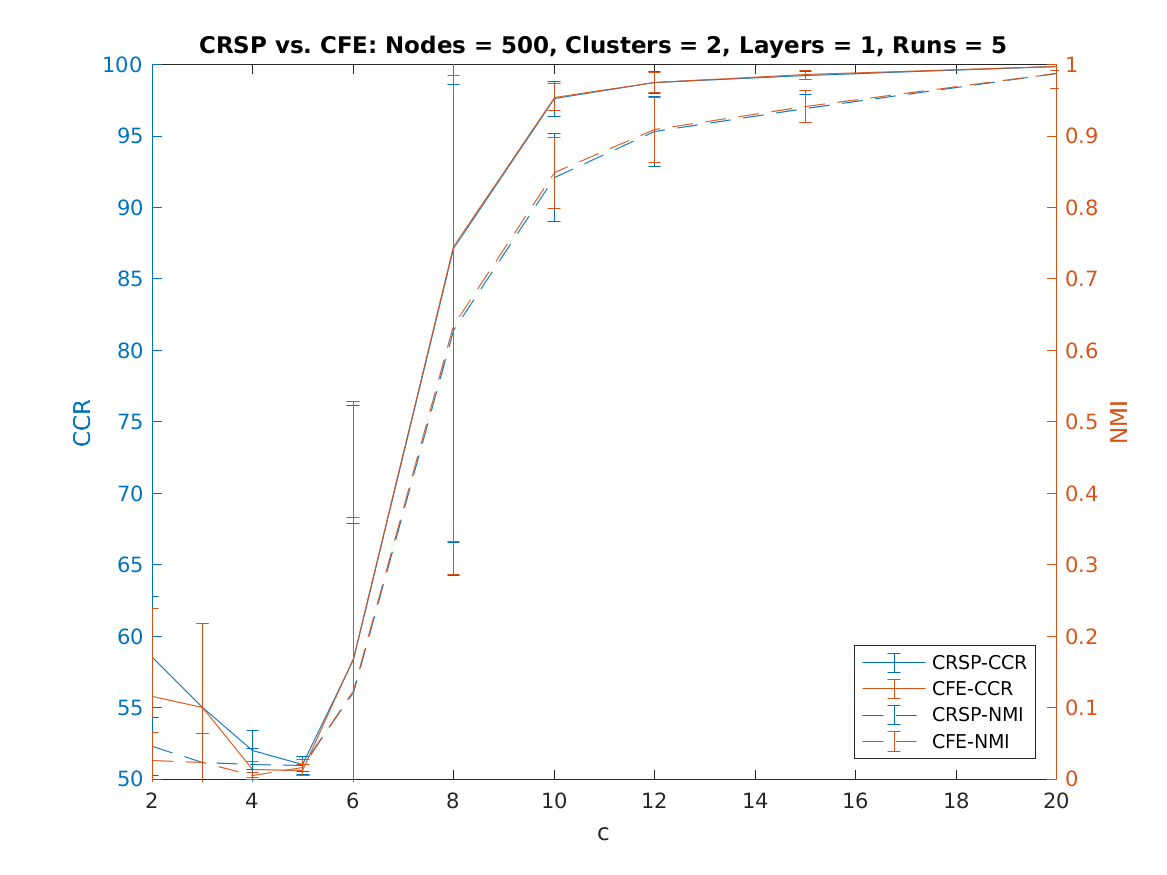 CRSP vs. CFE: Nodes = 500, Clusters = 2, Layers = 1, Runs = 5
100
95
90
85
80
75
70
65
60
55
50
CCR
1
0.9
0.8
0.7
0.6
0.5
0.4
0.3
0.2
0.1
0
NMI
CRSP-CCR
CFE-CCR
CRSP-NMI
CFE-NMI
2 4 6 8 10 12 14 16 18 20
c